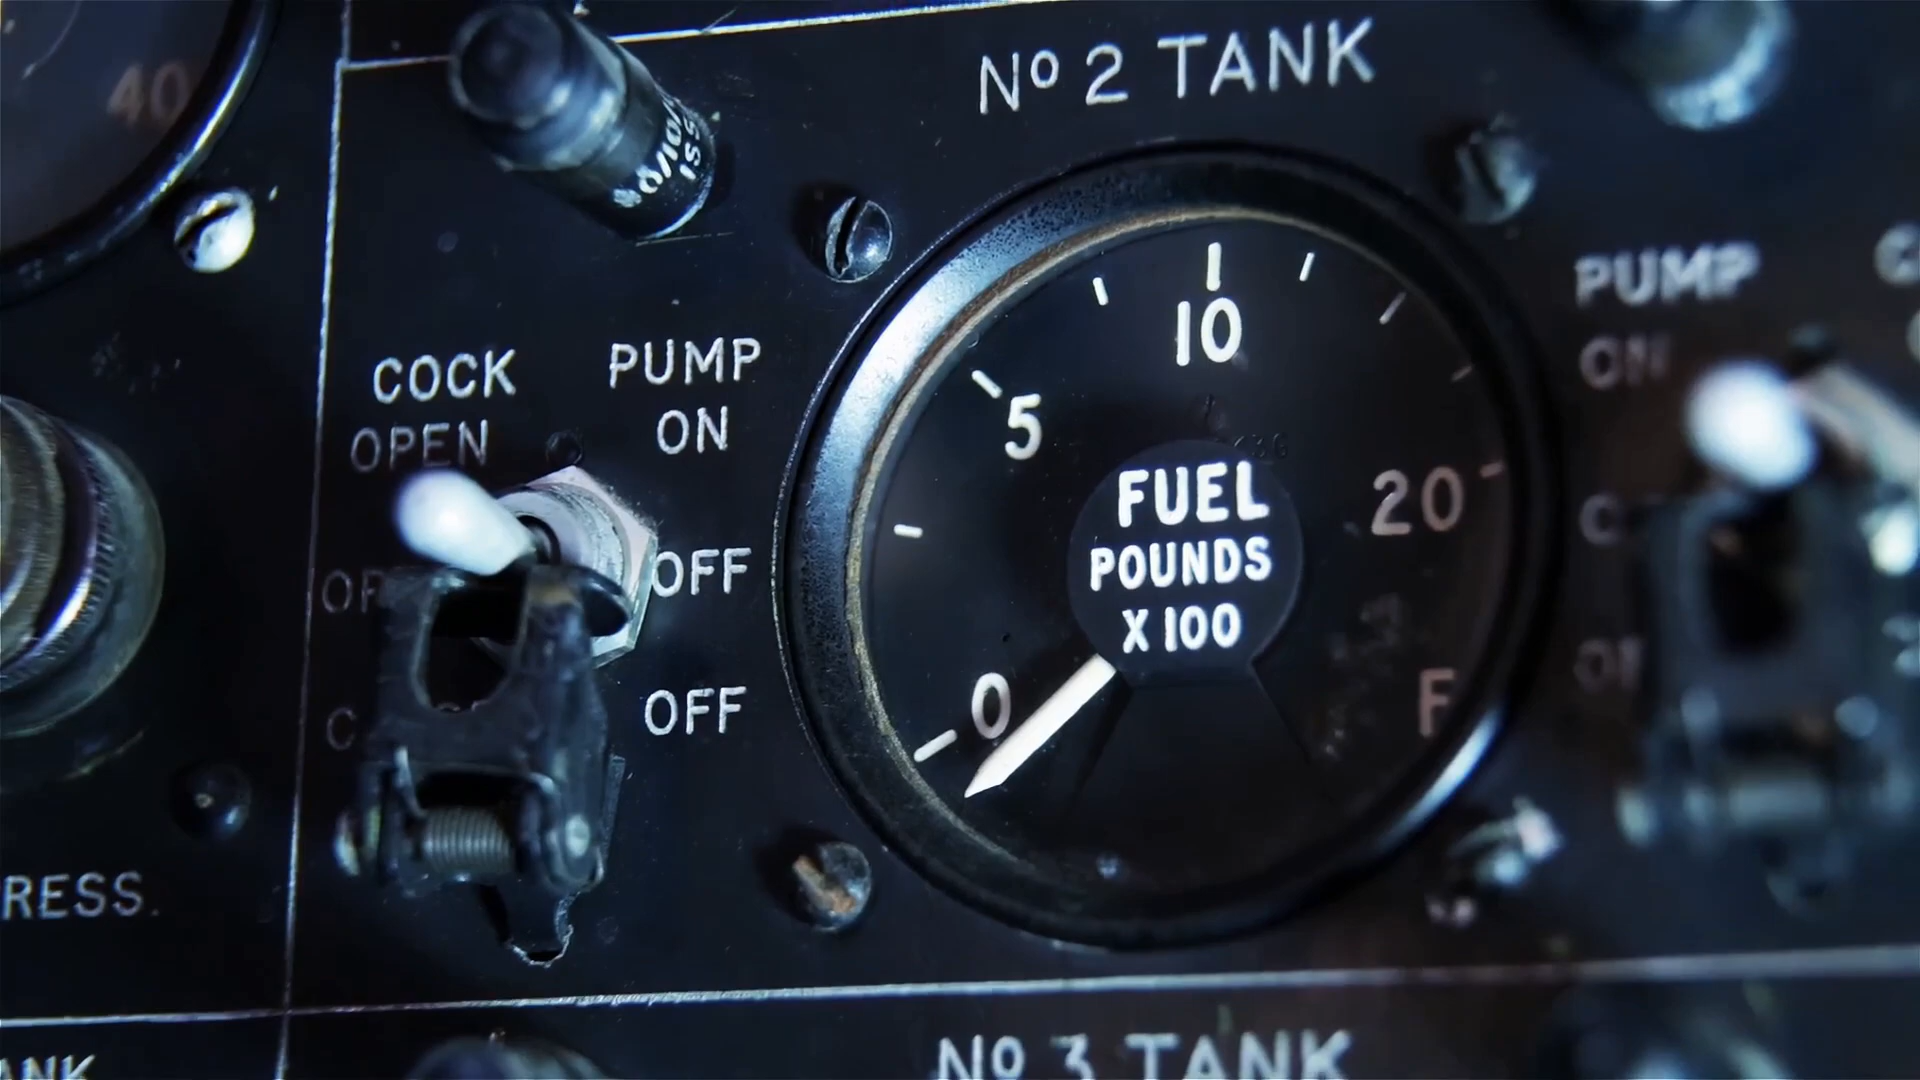 40
Nº 2 TANK
COCK
OPEN
PUMP
ON
OFF
OFF
5
10
20
0
F
FUEL
POUNDS
X 100
PUMP
ON
RESS.
ANK
Nº 3 TANK